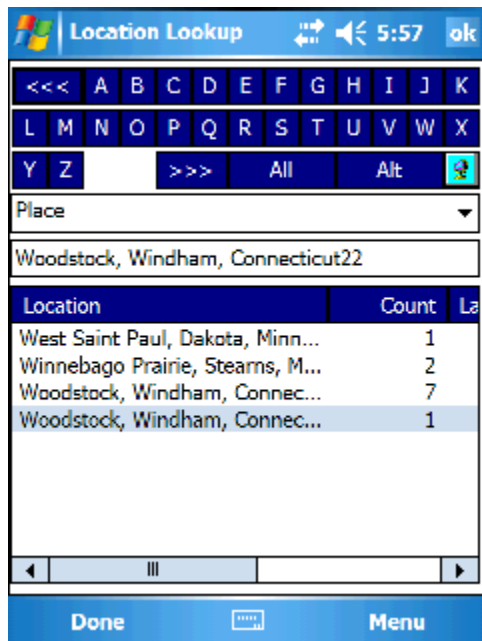 Location Lookup 5:57 ok
<<< A B C D E F G H I J K
L M N O P Q R S T U V W X
Y Z >>> All Alt
Place
Woodstock, Windham, Connecticut22
Location Count La
West Saint Paul, Dakota, Minn... 1
Winnebago Prairie, Stearns, M... 2
Woodstock, Windham, Connec... 7
Woodstock, Windham, Connec... 1
Done Menu